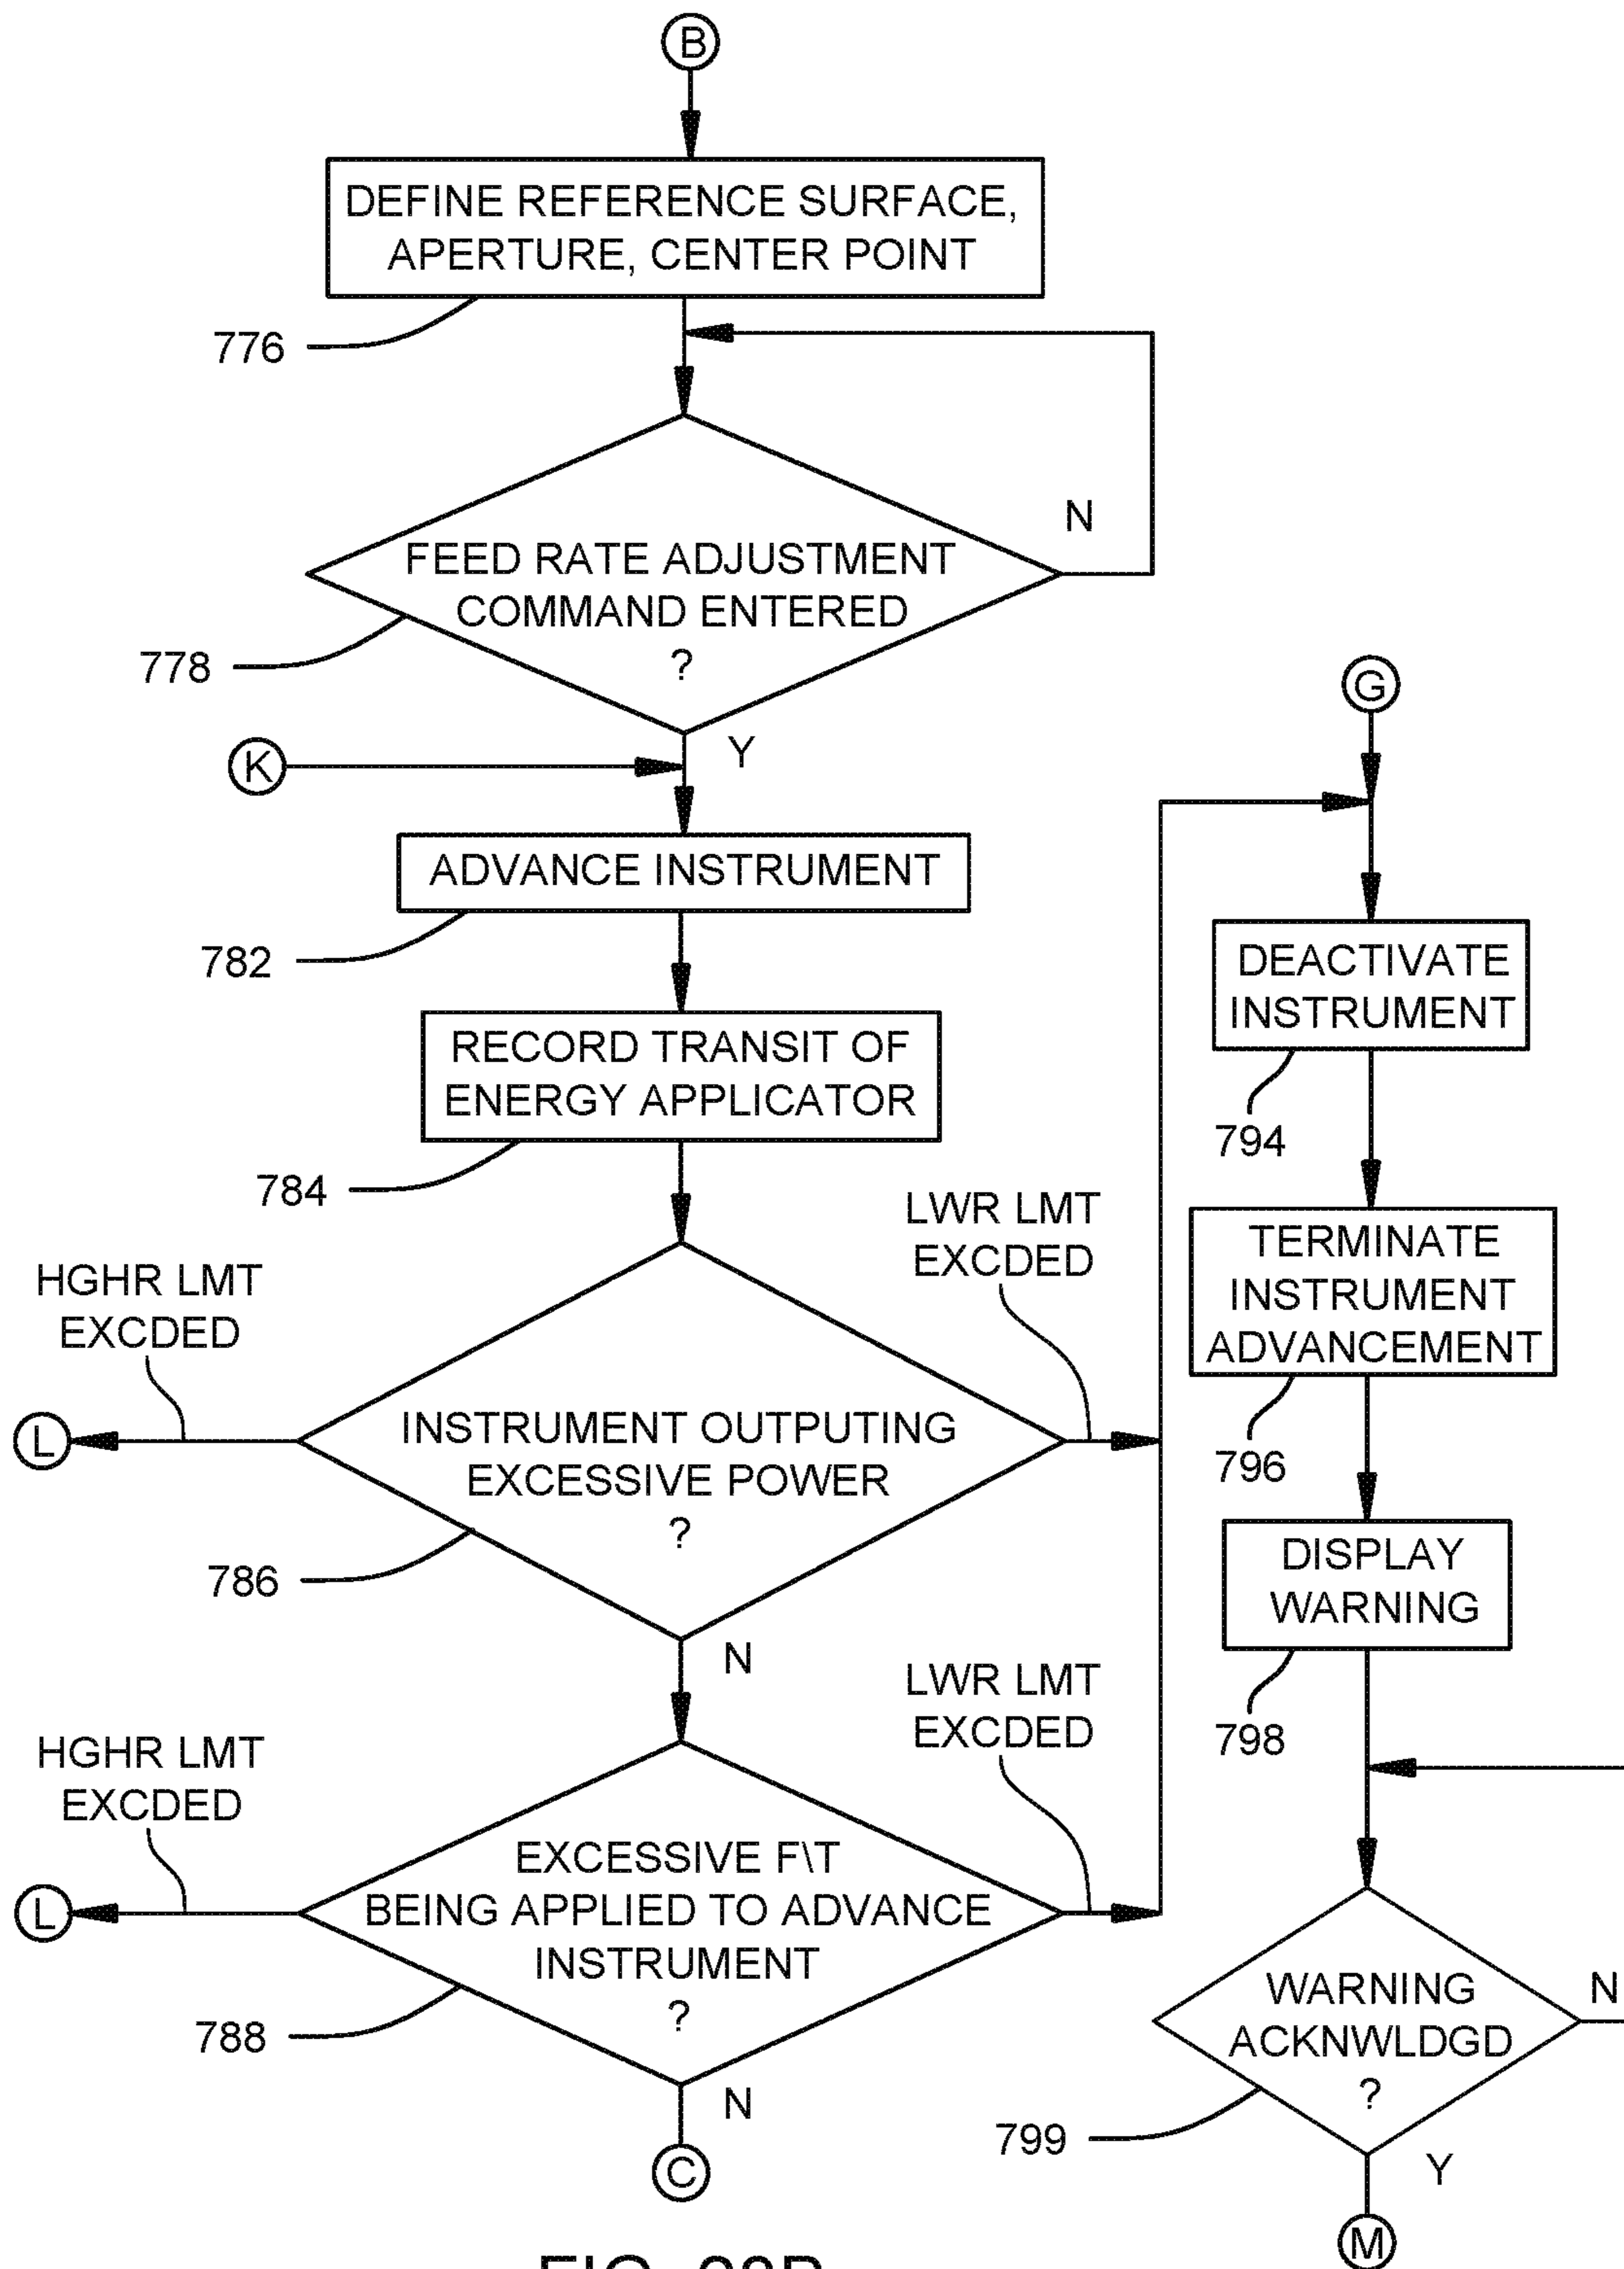 B
DEFINE REFERENCE SURFACE,
APERTURE, CENTER POINT
776
N
FEED RATE ADJUSTMENT
COMMAND ENTERED
?
778
Y
K
ADVANCE INSTRUMENT
782
RECORD TRANSIT OF
ENERGY APPLICATOR
784
HGHR LMT
EXCDED
LWR LMT
EXCDED
L
INSTRUMENT OUTPUTING
EXCESSIVE POWER
?
786
N
HGHR LMT
EXCDED
LWR LMT
EXCDED
L
EXCESSIVE F\T
BEING APPLIED TO ADVANCE
INSTRUMENT
?
788
N
C
G
DEACTIVATE
INSTRUMENT
794
TERMINATE
INSTRUMENT
ADVANCEMENT
796
DISPLAY
WARNING
798
WARNING
ACKNWLDGD
?
N
799
Y
M